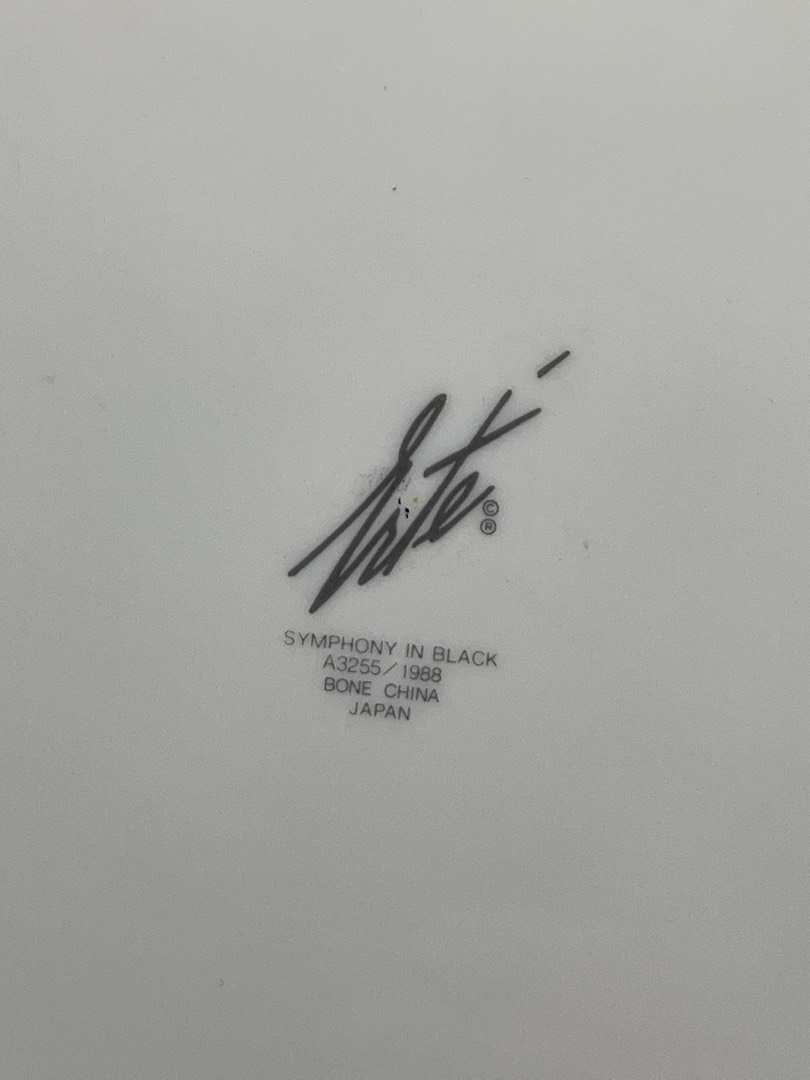 Erté
©
®
SYMPHONY IN BLACK
A3255/1988
BONE CHINA
JAPAN